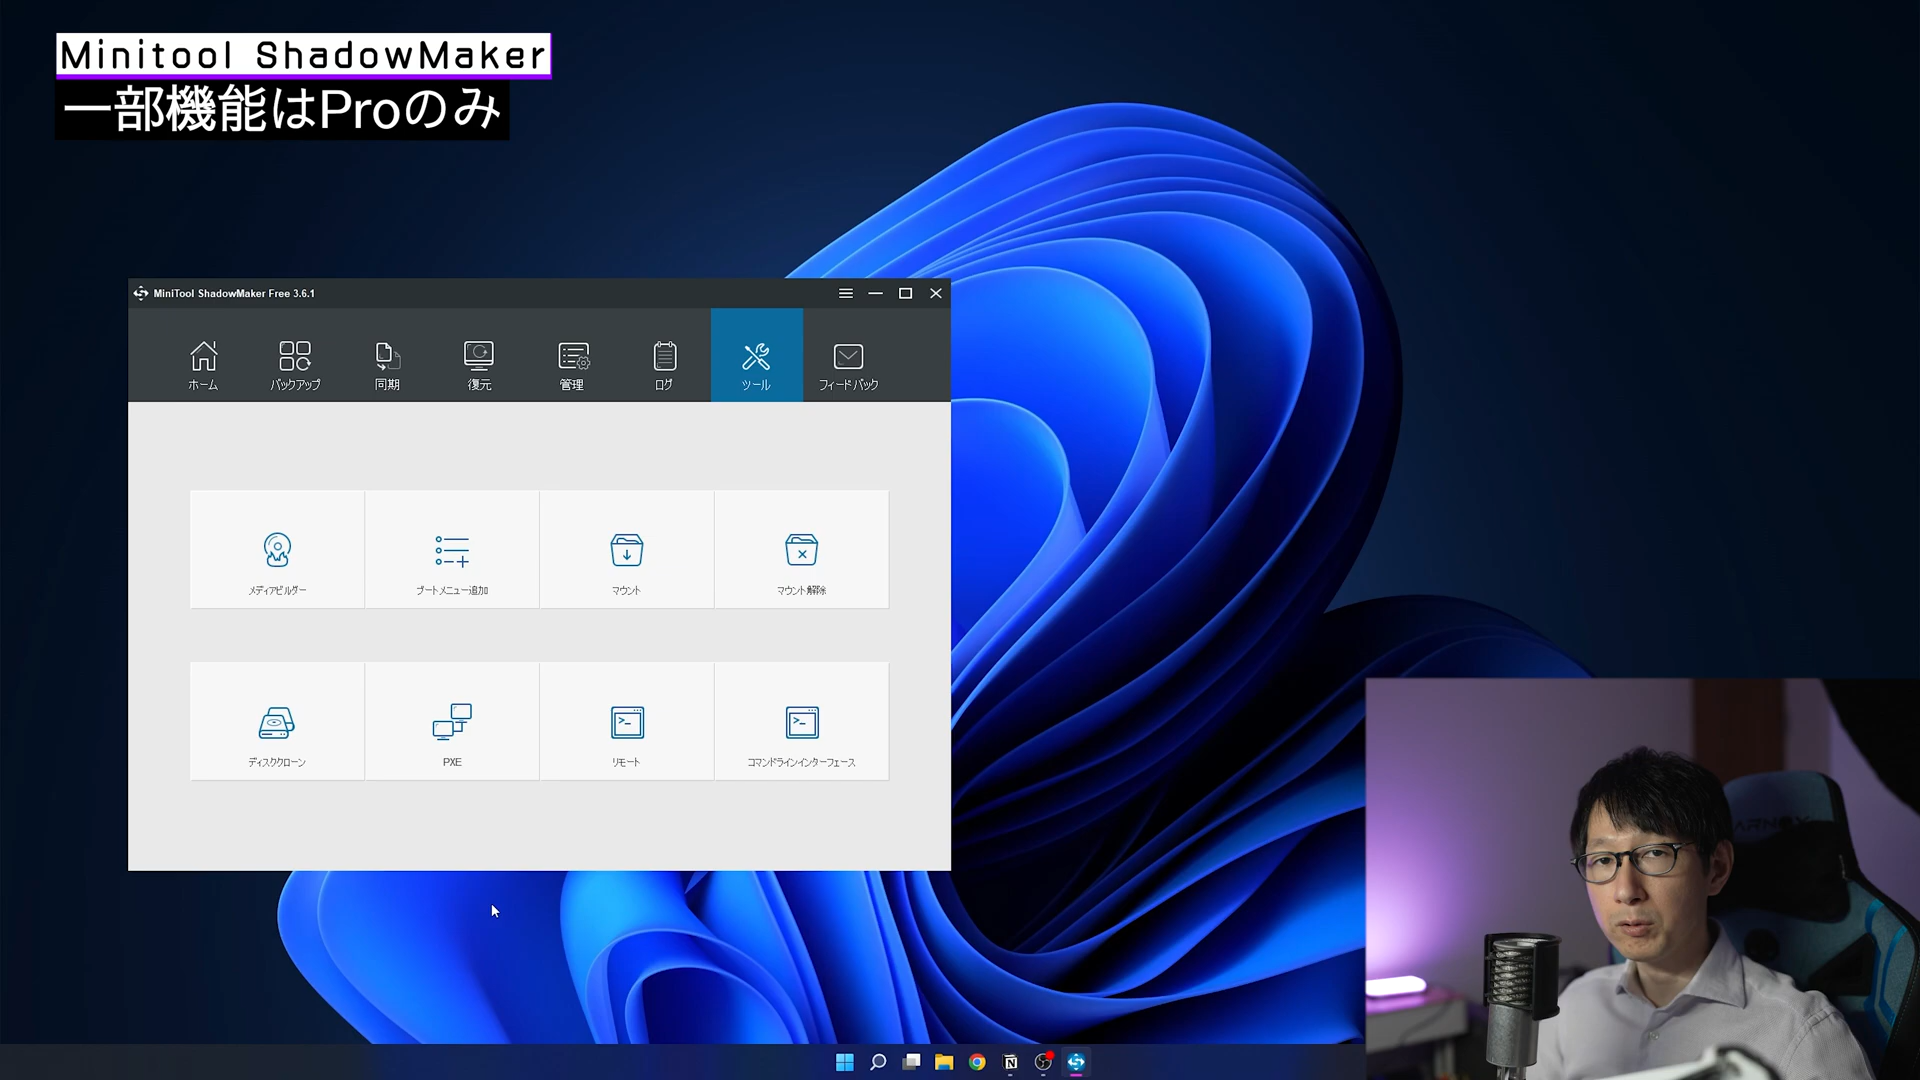 Minitool ShadowMaker
一部機能はProのみ
MiniTool ShadowMaker Free 3.6.1
ホーム
バックアップ
同期
復元
管理
ログ
ツール
フィードバック
メディアビルダー
ブートメニュー追加
マウント
マウント解除
ディスククローン
PXE
リモート
コマンドラインインターフェース